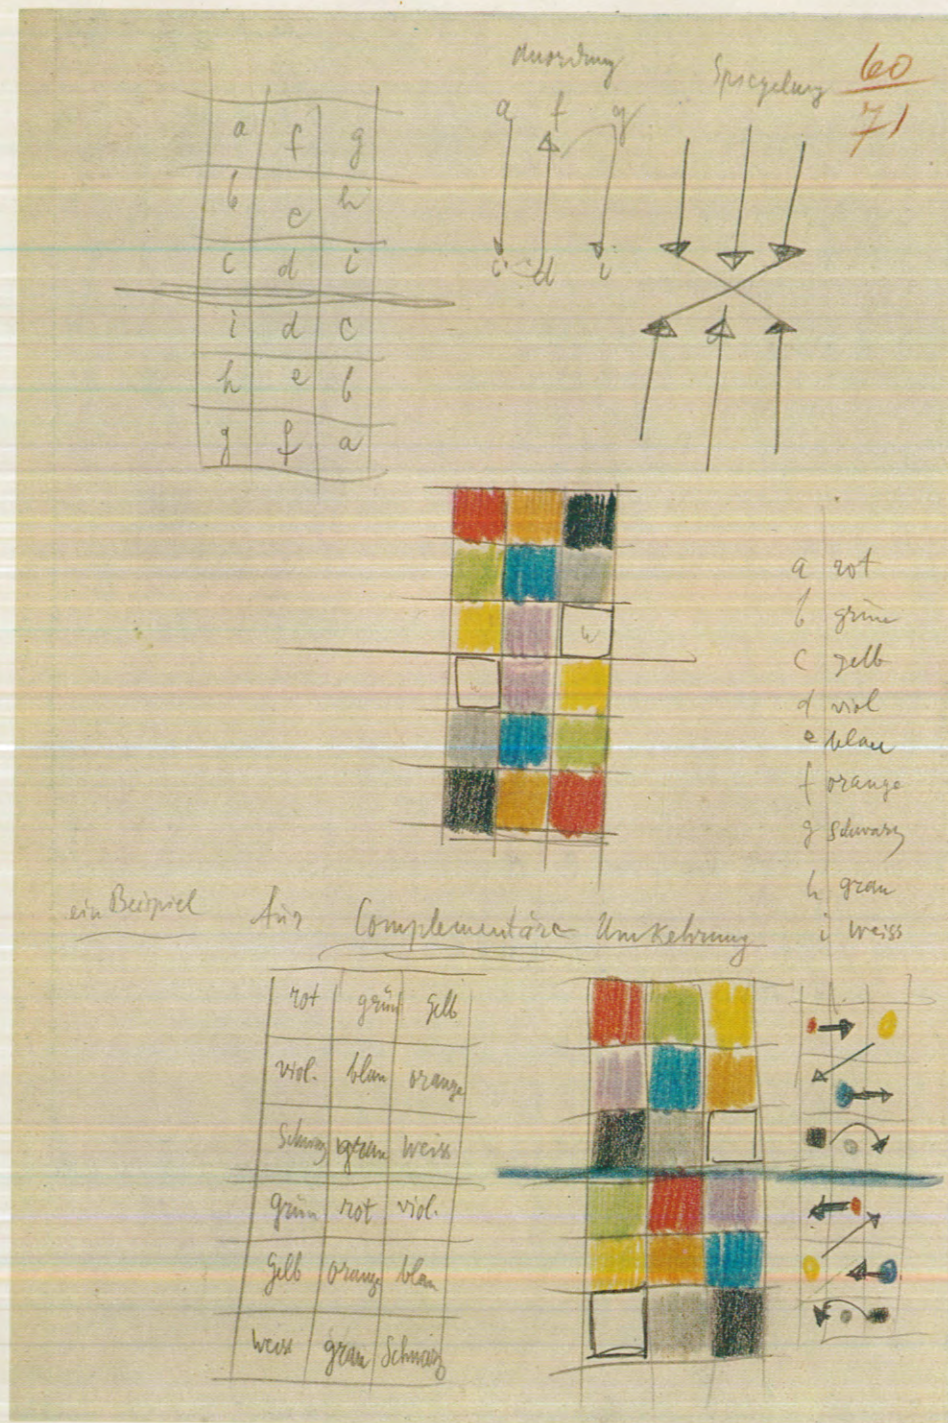 Anordnung
Spiegelung
60
71
a f g
b e h
c d i
i d c
h e b
g f a
a f g
c d i
w
w
a rot
b grün
c gelb
d viol
e blau
f orange
g schwarz
h grau
i weiss
ein Beispiel
für Complementäre Umkehrung
rot grün gelb
viol. blau orange
Schwarz grau weiss
grün rot viol.
gelb orange blau
weiss grau Schwarz